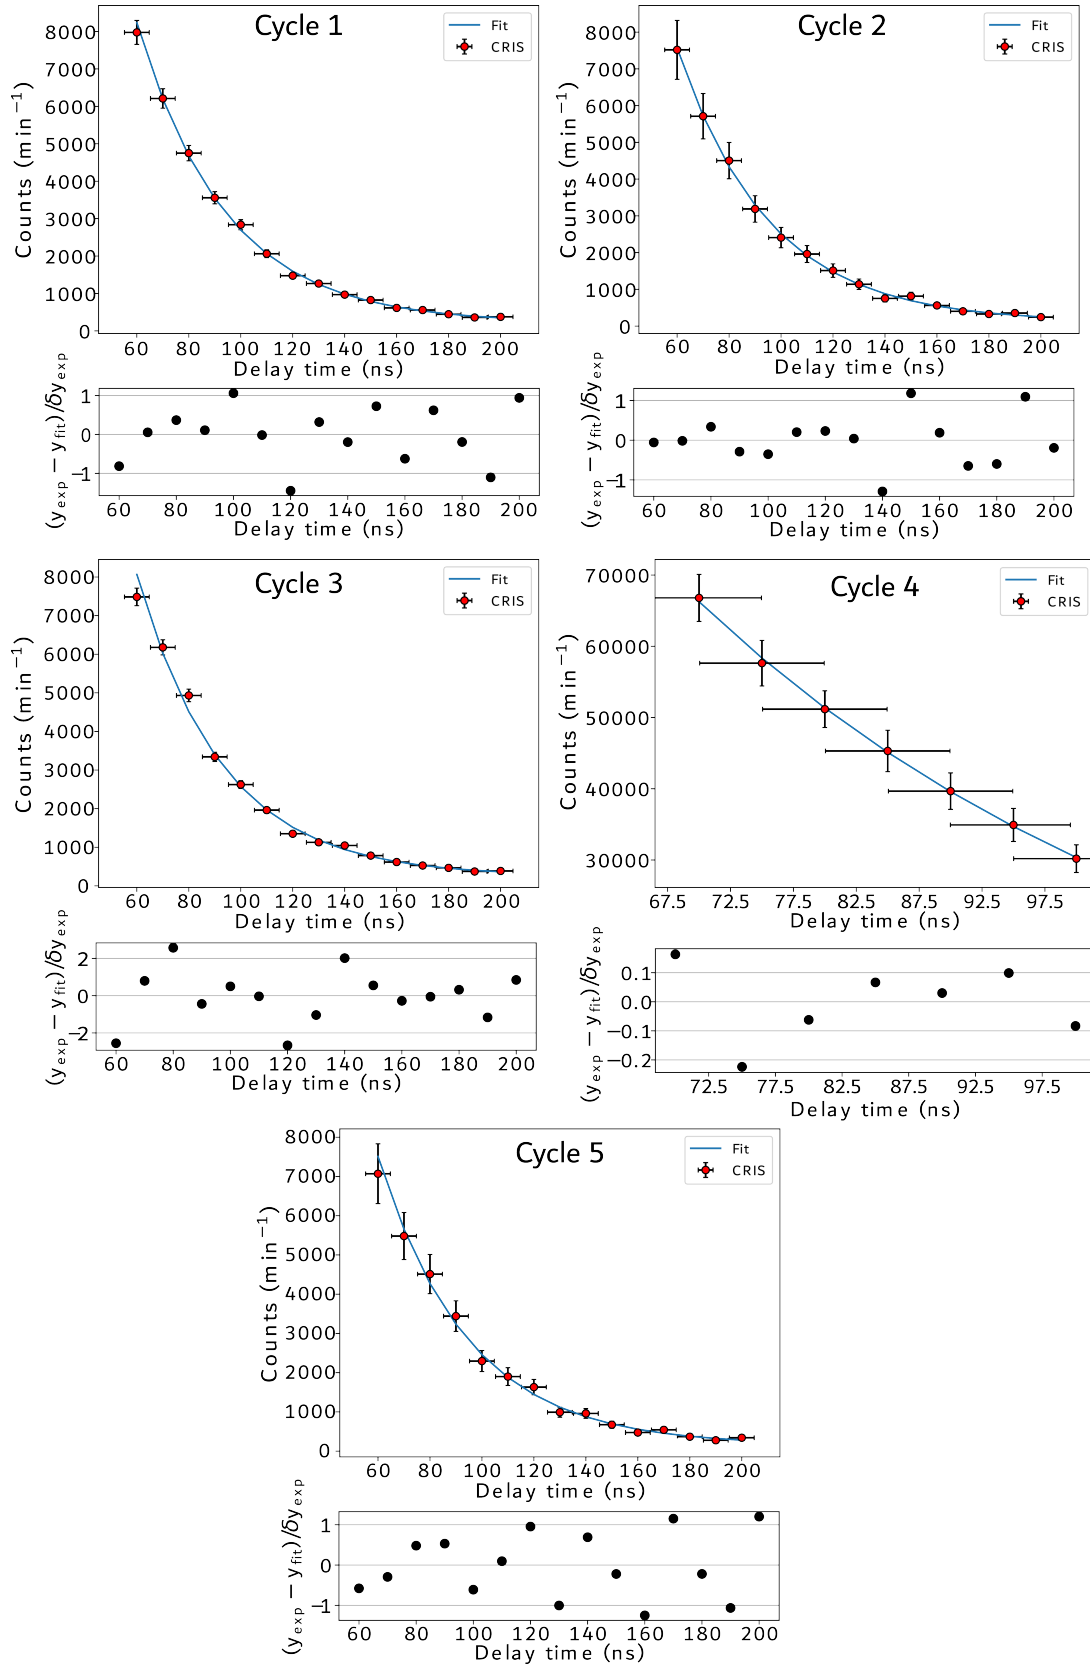 Cycle 1
Fit
CRIS
Counts (min⁻¹)
8000
7000
6000
5000
4000
3000
2000
1000
0
60 80 100 120 140 160 180 200
Delay time (ns)
(y_exp − y_fit)/δy_exp
1
0
−1
60 80 100 120 140 160 180 200
Delay time (ns)
Cycle 2
Fit
CRIS
Counts (min⁻¹)
8000
7000
6000
5000
4000
3000
2000
1000
0
60 80 100 120 140 160 180 200
Delay time (ns)
(y_exp − y_fit)/δy_exp
1
0
−1
60 80 100 120 140 160 180 200
Delay time (ns)
Cycle 3
Fit
CRIS
Counts (min⁻¹)
8000
7000
6000
5000
4000
3000
2000
1000
0
60 80 100 120 140 160 180 200
Delay time (ns)
(y_exp − y_fit)/δy_exp
2
0
−2
60 80 100 120 140 160 180 200
Delay time (ns)
Cycle 4
Fit
CRIS
Counts (min⁻¹)
70000
60000
50000
40000
30000
67.5 72.5 77.5 82.5 87.5 92.5 97.5
Delay time (ns)
(y_exp − y_fit)/δy_exp
0.1
0.0
−0.1
−0.2
72.5 77.5 82.5 87.5 92.5 97.5
Delay time (ns)
Cycle 5
Fit
CRIS
Counts (min⁻¹)
8000
7000
6000
5000
4000
3000
2000
1000
0
60 80 100 120 140 160 180 200
Delay time (ns)
(y_exp − y_fit)/δy_exp
1
0
−1
60 80 100 120 140 160 180 200
Delay time (ns)